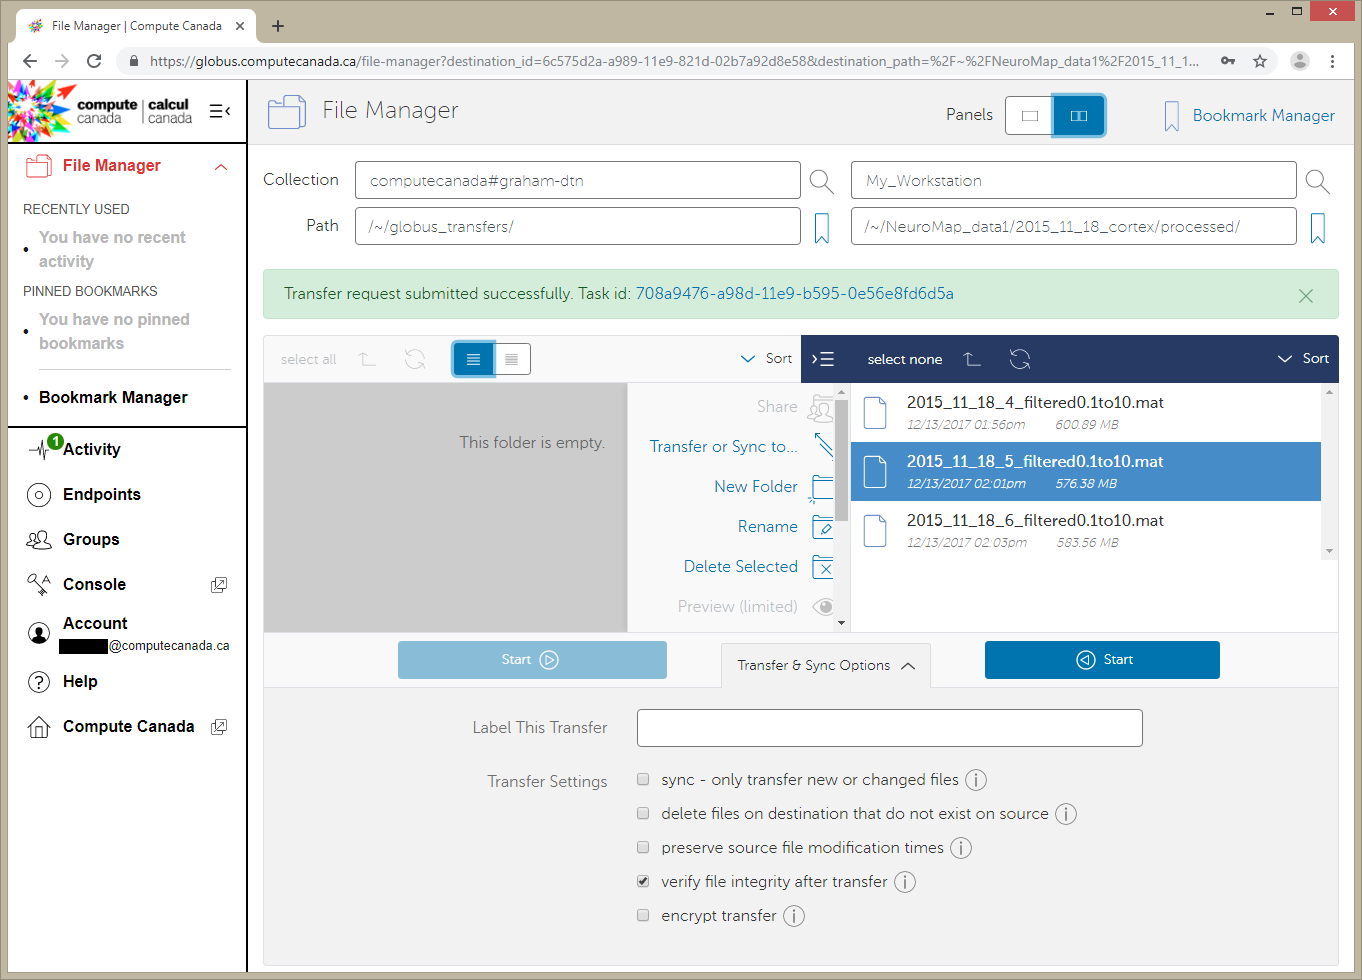 File Manager | Compute Canada
https://globus.computecanada.ca/file-manager?destination_id=6c575d2a-a989-11e9-821d-02b7a92d8e58&destination_path=%2F~%2FNeuroMap_data1%2F2015_11_1...
compute canada | calcul canada
File Manager
Panels
Bookmark Manager
File Manager
RECENTLY USED
You have no recent
activity
PINNED BOOKMARKS
You have no pinned
bookmarks
Bookmark Manager
1
Activity
Endpoints
Groups
Console
Account
@computecanada.ca
Help
Compute Canada
Collection
computecanada#graham-dtn
My_Workstation
Path
/~/globus_transfers/
/~/NeuroMap_data1/2015_11_18_cortex/processed/
Transfer request submitted successfully. Task id: 708a9476-a98d-11e9-b595-0e56e8fd6d5a
select all
Sort
select none
Sort
This folder is empty.
Share
Transfer or Sync to...
New Folder
Rename
Delete Selected
Preview (limited)
2015_11_18_4_filtered0.1to10.mat
12/13/2017 01:56pm 600.89 MB
2015_11_18_5_filtered0.1to10.mat
12/13/2017 02:01pm 576.38 MB
2015_11_18_6_filtered0.1to10.mat
12/13/2017 02:03pm 583.56 MB
Start
Transfer & Sync Options
Start
Label This Transfer
Transfer Settings
sync - only transfer new or changed files
delete files on destination that do not exist on source
preserve source file modification times
verify file integrity after transfer
encrypt transfer